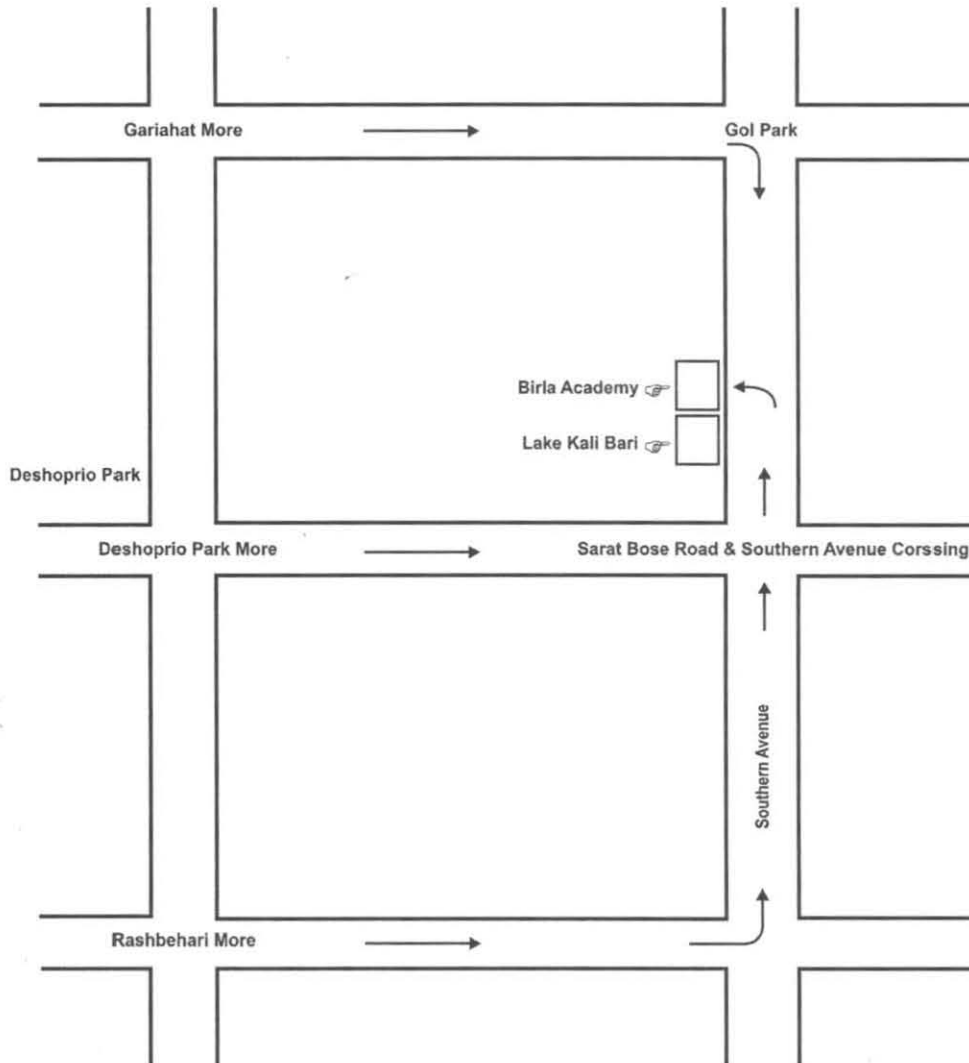 Gariahat More
Gol Park
Birla Academy
Lake Kali Bari
Deshoprio Park
Deshoprio Park More
Sarat Bose Road & Southern Avenue Corssing
Southern Avenue
Rashbehari More